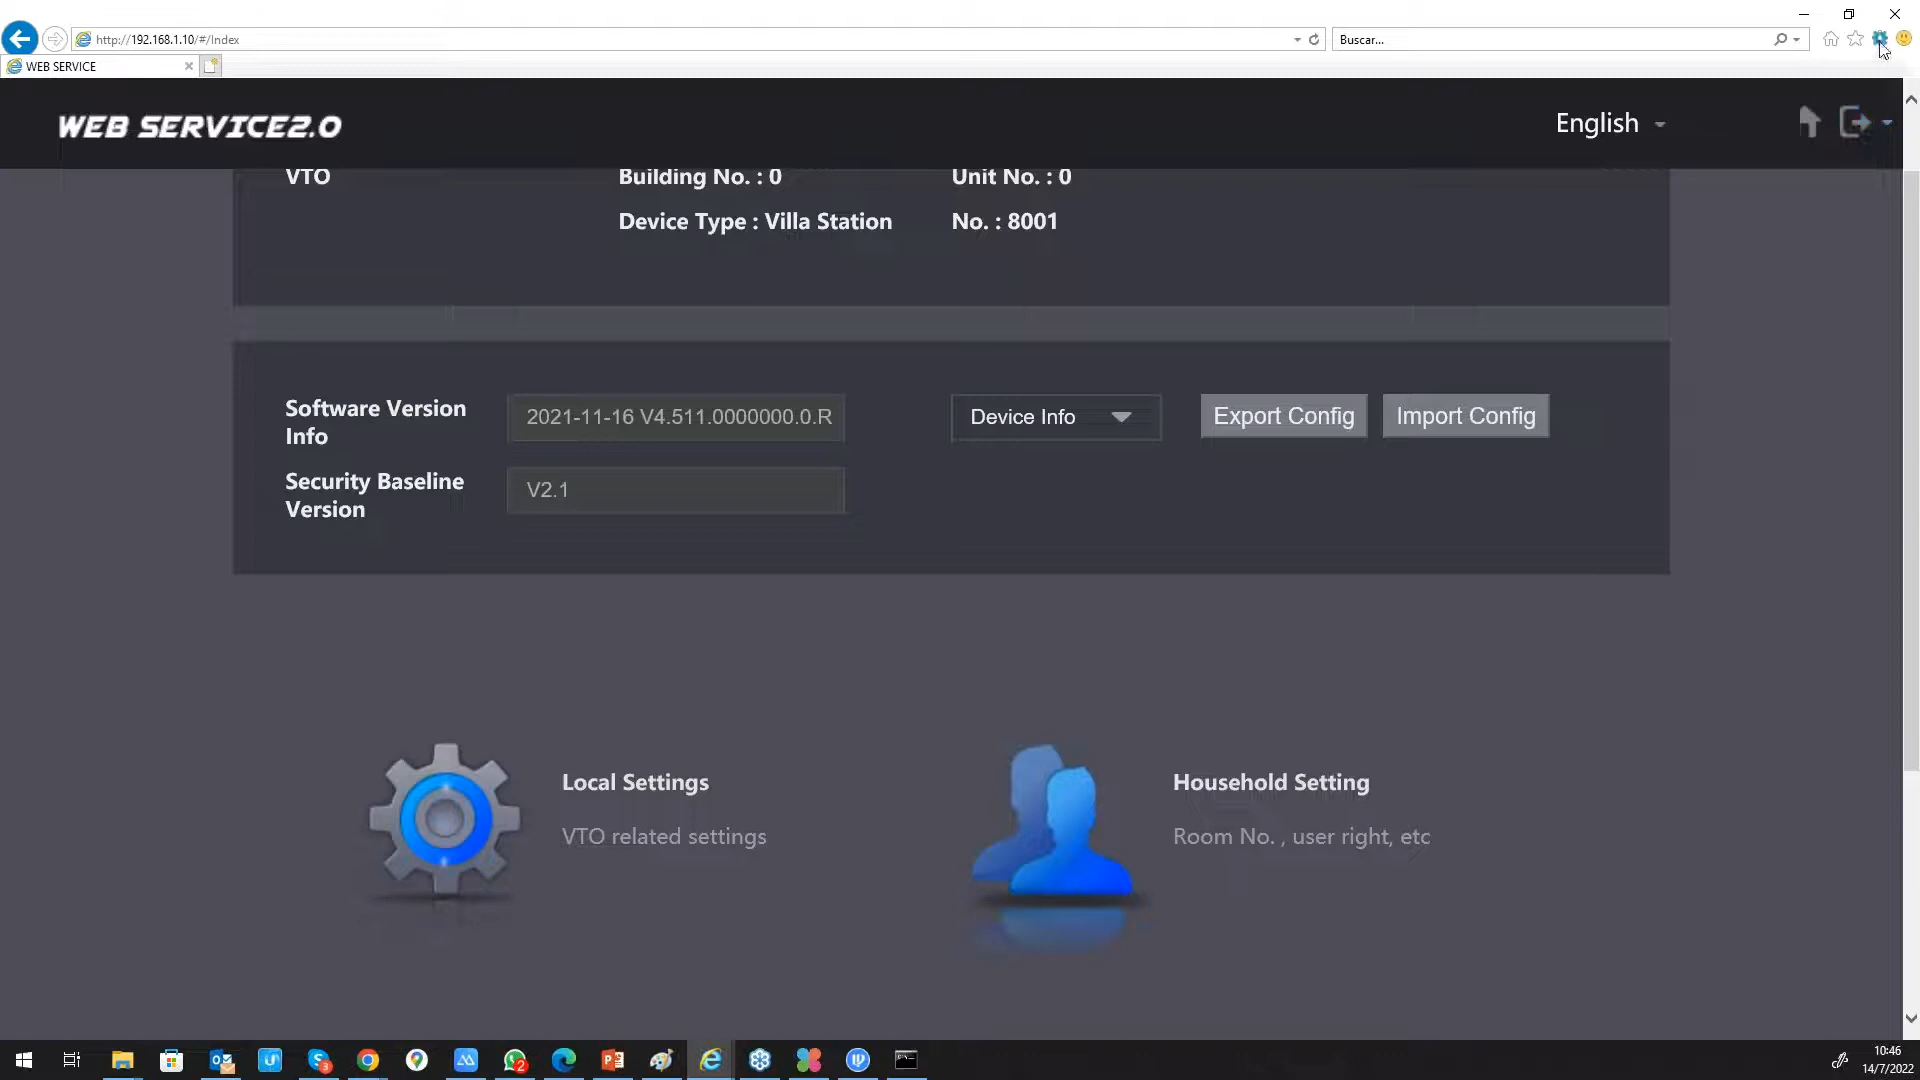 http://192.168.1.10/#/Index
Buscar...
WEB SERVICE
WEB SERVICE2.0
English
VTO
Building No. : 0
Unit No. : 0
Device Type : Villa Station
No. : 8001
Software Version
Info
2021-11-16 V4.511.0000000.0.R
Device Info
Export Config
Import Config
Security Baseline
Version
V2.1
Local Settings
VTO related settings
Household Setting
Room No. , user right, etc
10:46
14/7/2022